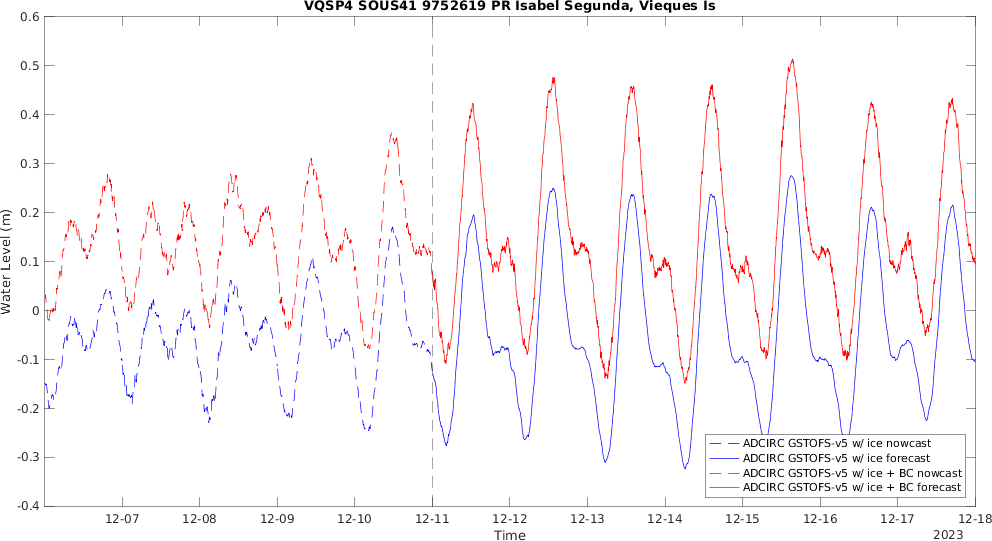 VQSP4 SOUS41 9752619 PR Isabel Segunda, Vieques Is
0.6
0.5
0.4
0.3
0.2
0.1
0
-0.1
-0.2
-0.3
-0.4
Water Level (m)
ADCIRC GSTOFS-v5 w/ ice nowcast
ADCIRC GSTOFS-v5 w/ ice forecast
ADCIRC GSTOFS-v5 w/ ice + BC nowcast
ADCIRC GSTOFS-v5 w/ ice + BC forecast
12-07 12-08 12-09 12-10 12-11 12-12 12-13 12-14 12-15 12-16 12-17 12-18
Time
2023